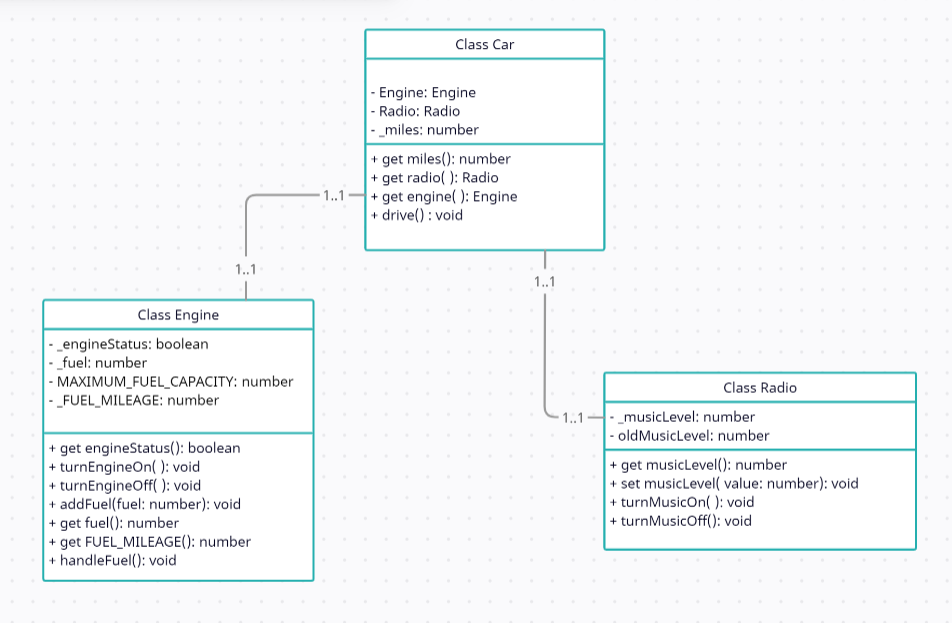 Class Car
- Engine: Engine
- Radio: Radio
- _miles: number
+ get miles(): number
+ get radio( ): Radio
+ get engine( ): Engine
+ drive() : void
1..1
1..1
Class Engine
- _engineStatus: boolean
- _fuel: number
- MAXIMUM_FUEL_CAPACITY: number
- _FUEL_MILEAGE: number
+ get engineStatus(): boolean
+ turnEngineOn( ): void
+ turnEngineOff( ): void
+ addFuel(fuel: number): void
+ get fuel(): number
+ get FUEL_MILEAGE(): number
+ handleFuel(): void
1..1
1..1
Class Radio
- _musicLevel: number
- oldMusicLevel: number
+ get musicLevel(): number
+ set musicLevel( value: number): void
+ turnMusicOn( ): void
+ turnMusicOff(): void